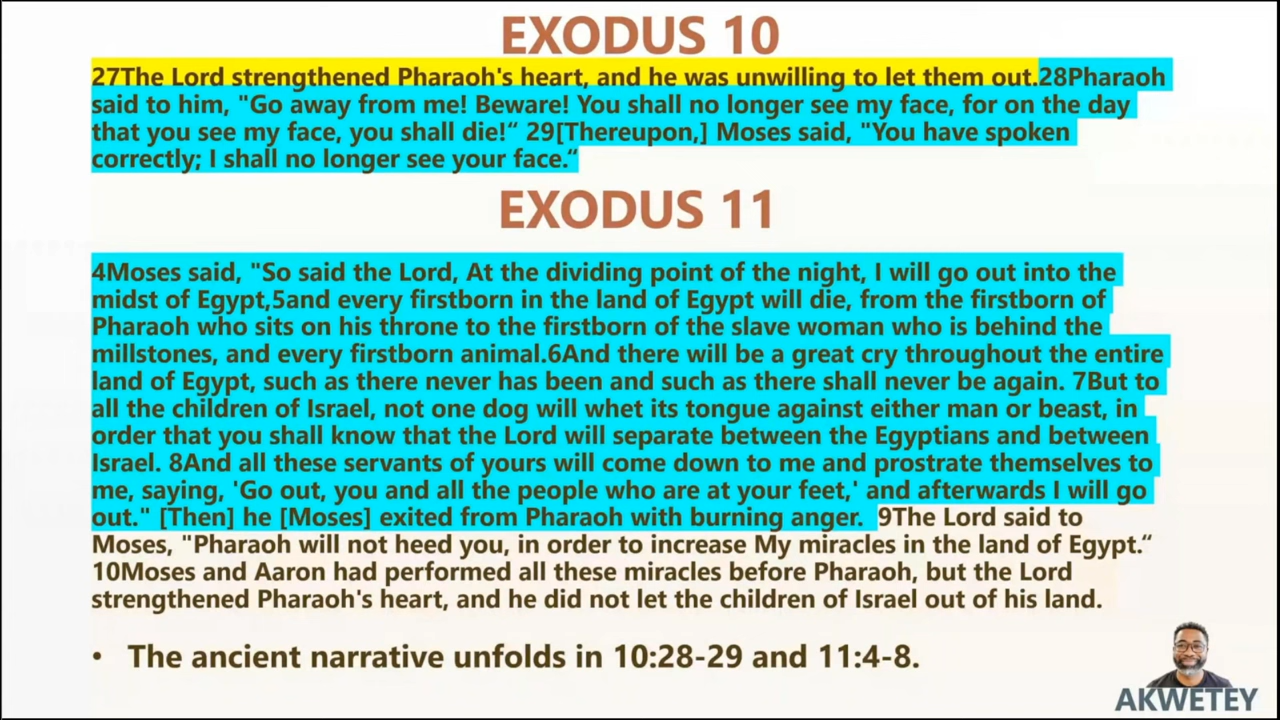 EXODUS 10
27The Lord strengthened Pharaoh's heart, and he was unwilling to let them out.28Pharaoh
said to him, "Go away from me! Beware! You shall no longer see my face, for on the day
that you see my face, you shall die!“ 29[Thereupon,] Moses said, "You have spoken
correctly; I shall no longer see your face.“
EXODUS 11
4Moses said, "So said the Lord, At the dividing point of the night, I will go out into the
midst of Egypt,5and every firstborn in the land of Egypt will die, from the firstborn of
Pharaoh who sits on his throne to the firstborn of the slave woman who is behind the
millstones, and every firstborn animal.6And there will be a great cry throughout the entire
land of Egypt, such as there never has been and such as there shall never be again. 7But to
all the children of Israel, not one dog will whet its tongue against either man or beast, in
order that you shall know that the Lord will separate between the Egyptians and between
Israel. 8And all these servants of yours will come down to me and prostrate themselves to
me, saying, 'Go out, you and all the people who are at your feet,' and afterwards I will go
out." [Then] he [Moses] exited from Pharaoh with burning anger. 9The Lord said to
Moses, "Pharaoh will not heed you, in order to increase My miracles in the land of Egypt.“
10Moses and Aaron had performed all these miracles before Pharaoh, but the Lord
strengthened Pharaoh's heart, and he did not let the children of Israel out of his land.
• The ancient narrative unfolds in 10:28-29 and 11:4-8.
AKWETEY